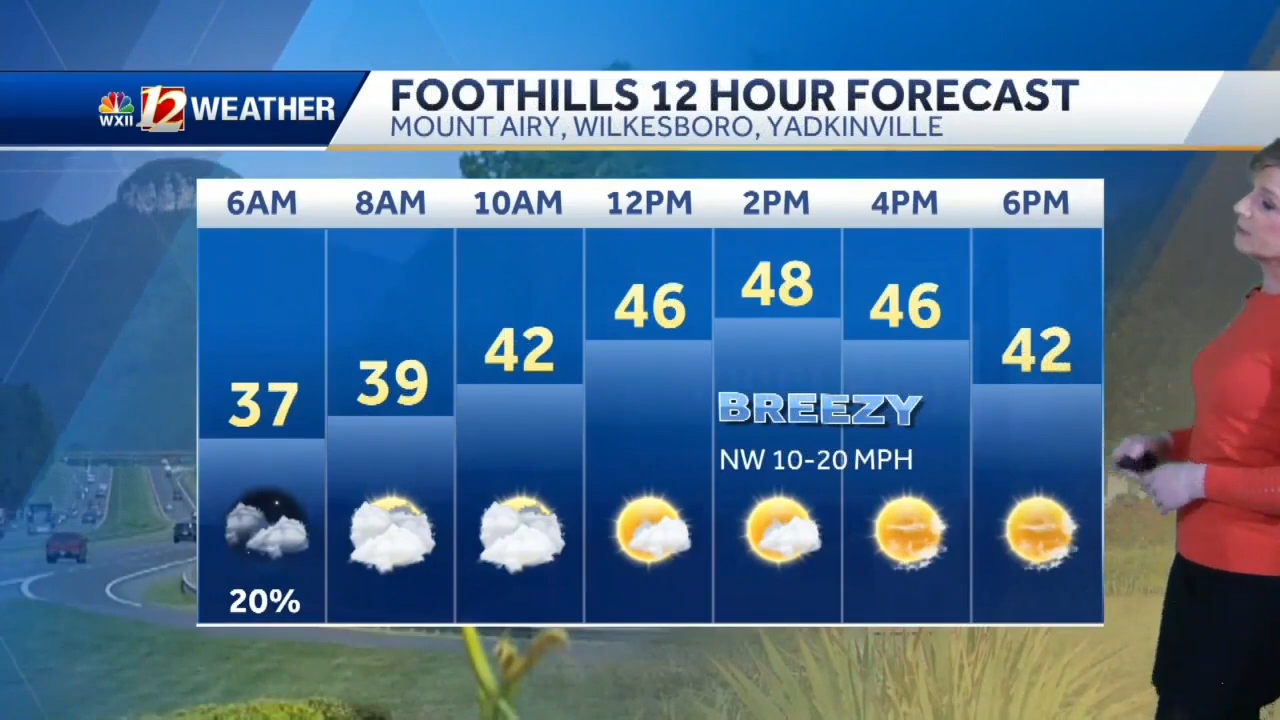 WXII 12 WEATHER
FOOTHILLS 12 HOUR FORECAST
MOUNT AIRY, WILKESBORO, YADKINVILLE
6AM 8AM 10AM 12PM 2PM 4PM 6PM
37 39 42 46 48 46 42
BREEZY
NW 10-20 MPH
20%